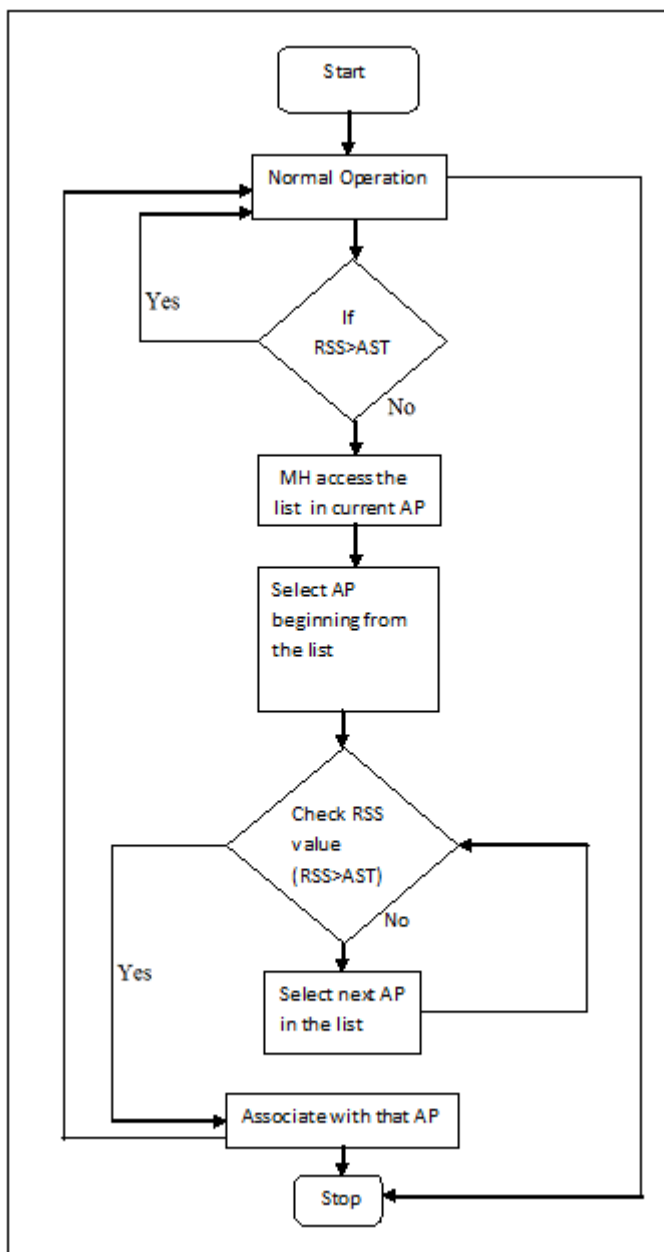 Start
Normal Operation
Yes
If
RSS>AST
No
MH access the
list in current AP
Select AP
beginning from
the list
Check RSS
value
(RSS>AST)
No
Yes
Select next AP
in the list
Associate with that AP
Stop